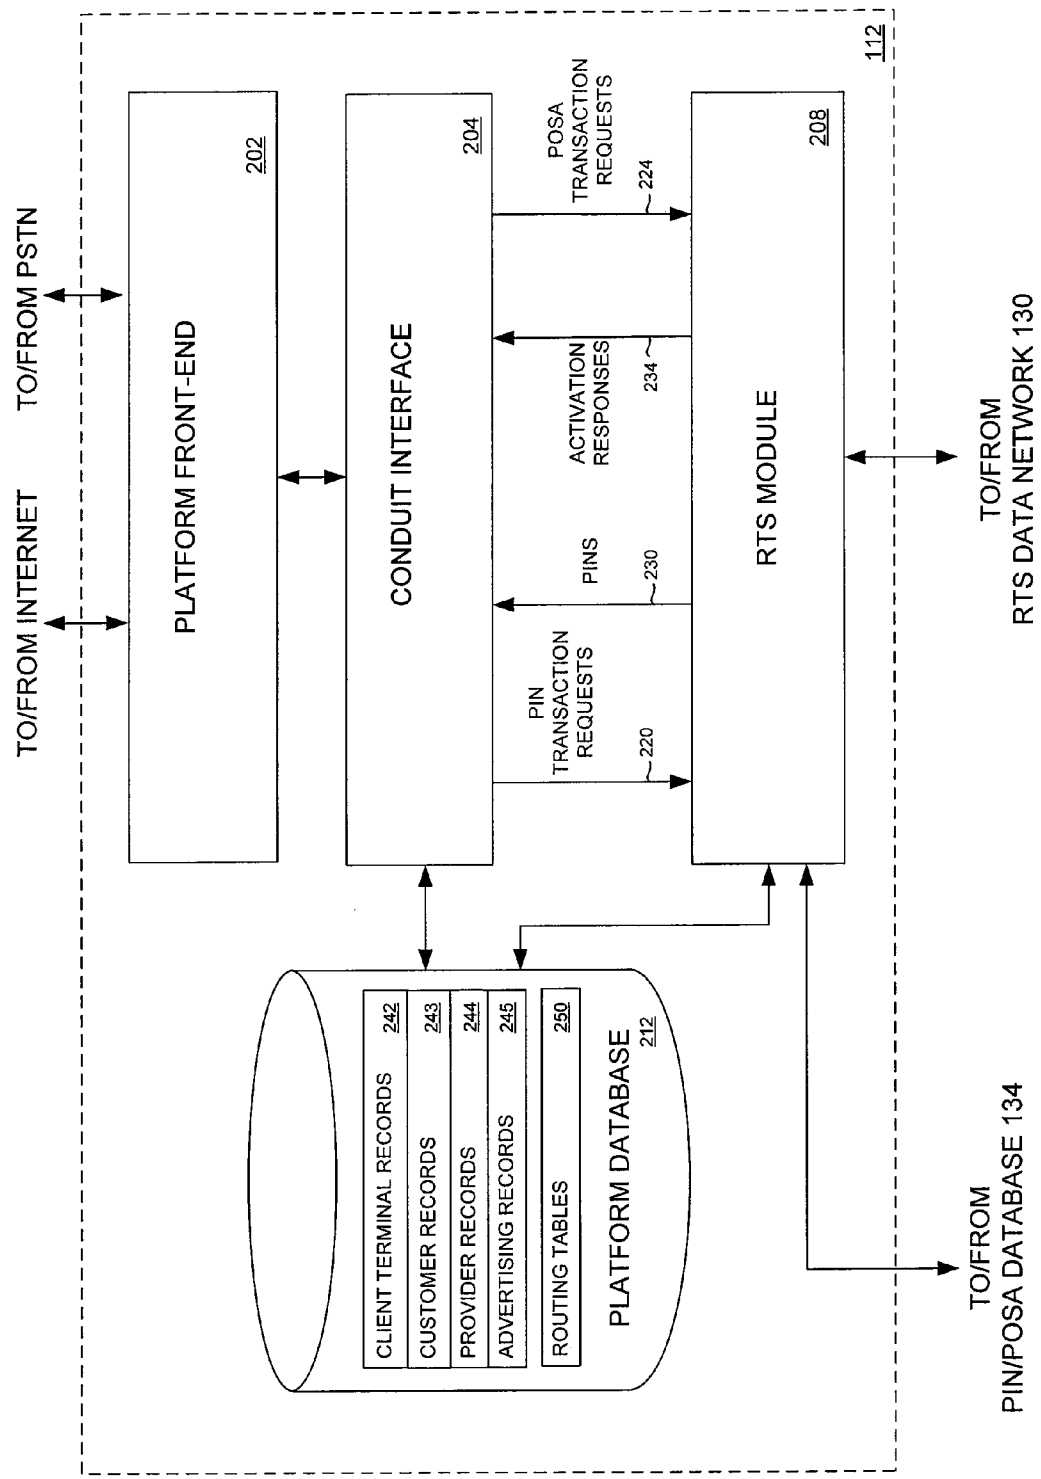 TO/FROM INTERNET
TO/FROM PSTN
112
PLATFORM FRONT-END
202
CONDUIT INTERFACE
204
PIN
TRANSACTION
REQUESTS
220
PINS
230
ACTIVATION
RESPONSES
234
POSA
TRANSACTION
REQUESTS
224
RTS MODULE
208
CLIENT TERMINAL RECORDS 242
CUSTOMER RECORDS 243
PROVIDER RECORDS 244
ADVERTISING RECORDS 245
ROUTING TABLES 250
PLATFORM DATABASE
212
TO/FROM
PIN/POSA DATABASE 134
TO/FROM
RTS DATA NETWORK 130